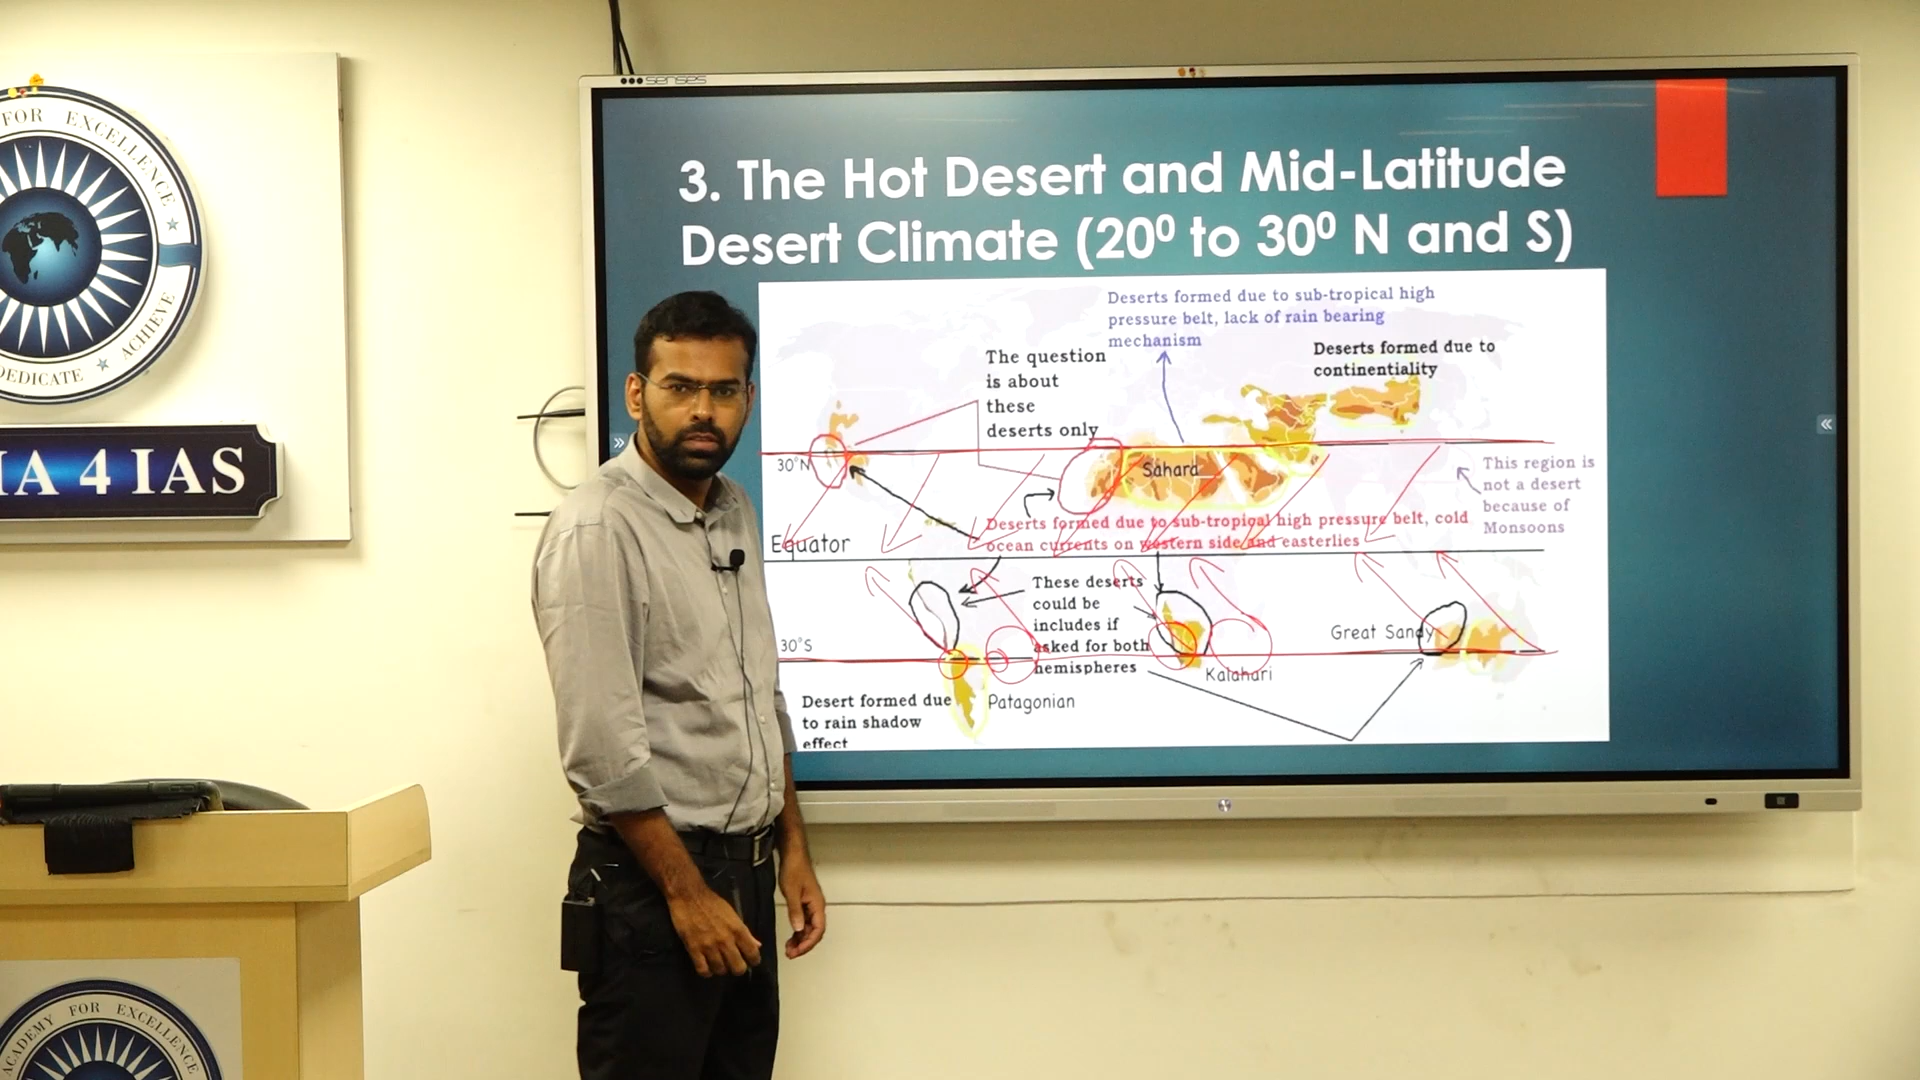 FOR EXCELLENCE
ACHIEVE
DEDICATE
IA 4 IAS
ACADEMY FOR EXCELLENCE
senses
3. The Hot Desert and Mid-Latitude
Desert Climate (20⁰ to 30⁰ N and S)
Deserts formed due to sub-tropical high
pressure belt, lack of rain bearing
mechanism
The question
is about
these
deserts only
Deserts formed due to
continentiality
30°N
Sahara
This region is
not a desert
because of
Monsoons
Deserts formed due to sub-tropical high pressure belt, cold
ocean currents on western side and easterlies
Equator
These deserts
could be
includes if
asked for both
hemispheres
30°S
Great Sandy
Kalahari
Desert formed due
to rain shadow
effect
Patagonian